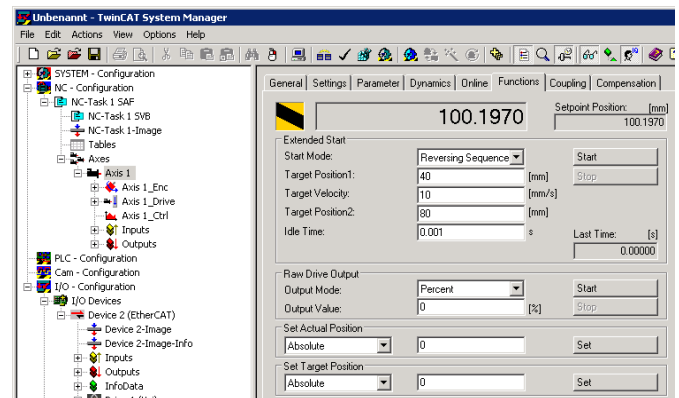 Unbenannt - TwinCAT System Manager
File Edit Actions View Options Help
SYSTEM - Configuration
NC - Configuration
NC-Task 1 SAF
NC-Task 1 SVB
NC-Task 1-Image
Tables
Axes
Axis 1
Axis 1_Enc
Axis 1_Drive
Axis 1_Ctrl
Inputs
Outputs
PLC - Configuration
Cam - Configuration
I/O - Configuration
I/O Devices
Device 2 (EtherCAT)
Device 2-Image
Device 2-Image-Info
Inputs
Outputs
InfoData
General Settings Parameter Dynamics Online Functions Coupling Compensation
100.1970
Setpoint Position: [mm]
100.1970
Extended Start
Start Mode: Reversing Sequence Start
Target Position1: 40 [mm] Stop
Target Velocity: 10 [mm/s]
Target Position2: 80 [mm]
Idle Time: 0.001 s Last Time: [s]
0.00000
Raw Drive Output
Output Mode: Percent Start
Output Value: 0 [%] Stop
Set Actual Position
Absolute 0 Set
Set Target Position
Absolute 0 Set